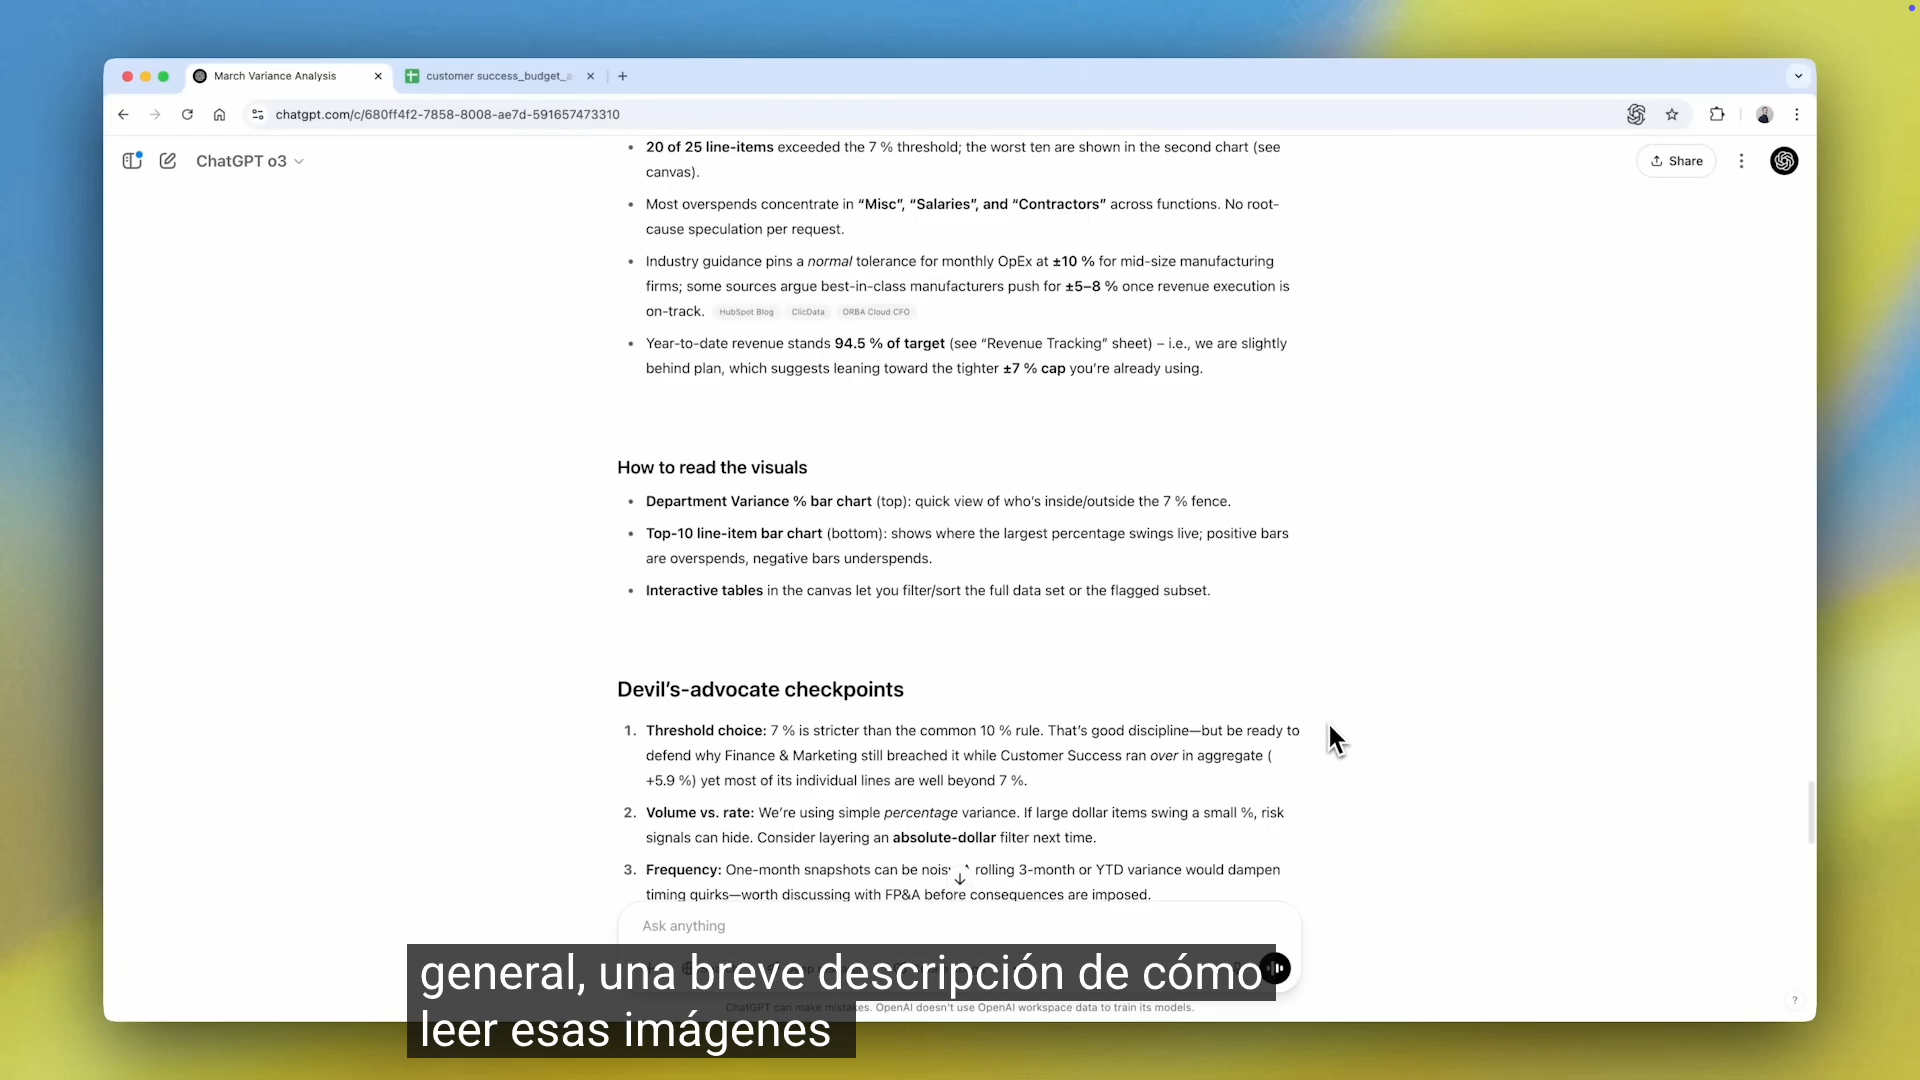 March Variance Analysis
customer success_budget_a
chatgpt.com/c/680ff4f2-7858-8008-ae7d-591657473310
ChatGPT o3
Share
• 20 of 25 line-items exceeded the 7 % threshold; the worst ten are shown in the second chart (see
canvas).
• Most overspends concentrate in “Misc”, “Salaries”, and “Contractors” across functions. No root-
cause speculation per request.
• Industry guidance pins a normal tolerance for monthly OpEx at ±10 % for mid-size manufacturing
firms; some sources argue best-in-class manufacturers push for ±5–8 % once revenue execution is
on-track. HubSpot Blog ClicData ORBA Cloud CFO
• Year-to-date revenue stands 94.5 % of target (see “Revenue Tracking” sheet) – i.e., we are slightly
behind plan, which suggests leaning toward the tighter ±7 % cap you’re already using.
How to read the visuals
• Department Variance % bar chart (top): quick view of who’s inside/outside the 7 % fence.
• Top-10 line-item bar chart (bottom): shows where the largest percentage swings live; positive bars
are overspends, negative bars underspends.
• Interactive tables in the canvas let you filter/sort the full data set or the flagged subset.
Devil’s-advocate checkpoints
1. Threshold choice: 7 % is stricter than the common 10 % rule. That’s good discipline—but be ready to
defend why Finance & Marketing still breached it while Customer Success ran over in aggregate (
+5.9 %) yet most of its individual lines are well beyond 7 %.
2. Volume vs. rate: We’re using simple percentage variance. If large dollar items swing a small %, risk
signals can hide. Consider layering an absolute-dollar filter next time.
3. Frequency: One-month snapshots can be rolling 3-month or YTD variance would dampen
timing quirks—worth discussing with FP&A before consequences are imposed.
Ask anything
general, una breve descripción de cómo
ChatGPT can make mistakes. OpenAI doesn't use OpenAI workspace data to train its models.
?
leer esas imágenes